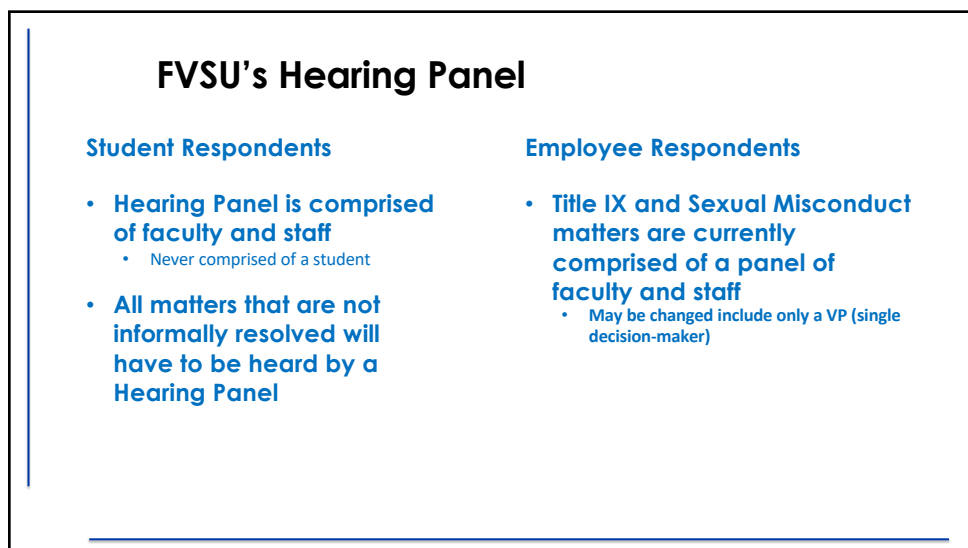 FVSU’s Hearing Panel
Student Respondents
• Hearing Panel is comprised
of faculty and staff
• Never comprised of a student
• All matters that are not
informally resolved will
have to be heard by a
Hearing Panel
Employee Respondents
• Title IX and Sexual Misconduct
matters are currently
comprised of a panel of
faculty and staff
• May be changed include only a VP (single
decision-maker)